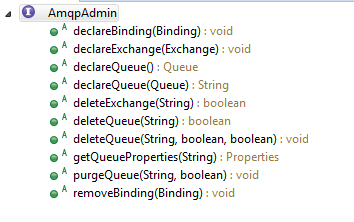 AmqpAdmin
declareBinding(Binding) : void
declareExchange(Exchange) : void
declareQueue() : Queue
declareQueue(Queue) : String
deleteExchange(String) : boolean
deleteQueue(String) : boolean
deleteQueue(String, boolean, boolean) : void
getQueueProperties(String) : Properties
purgeQueue(String, boolean) : void
removeBinding(Binding) : void